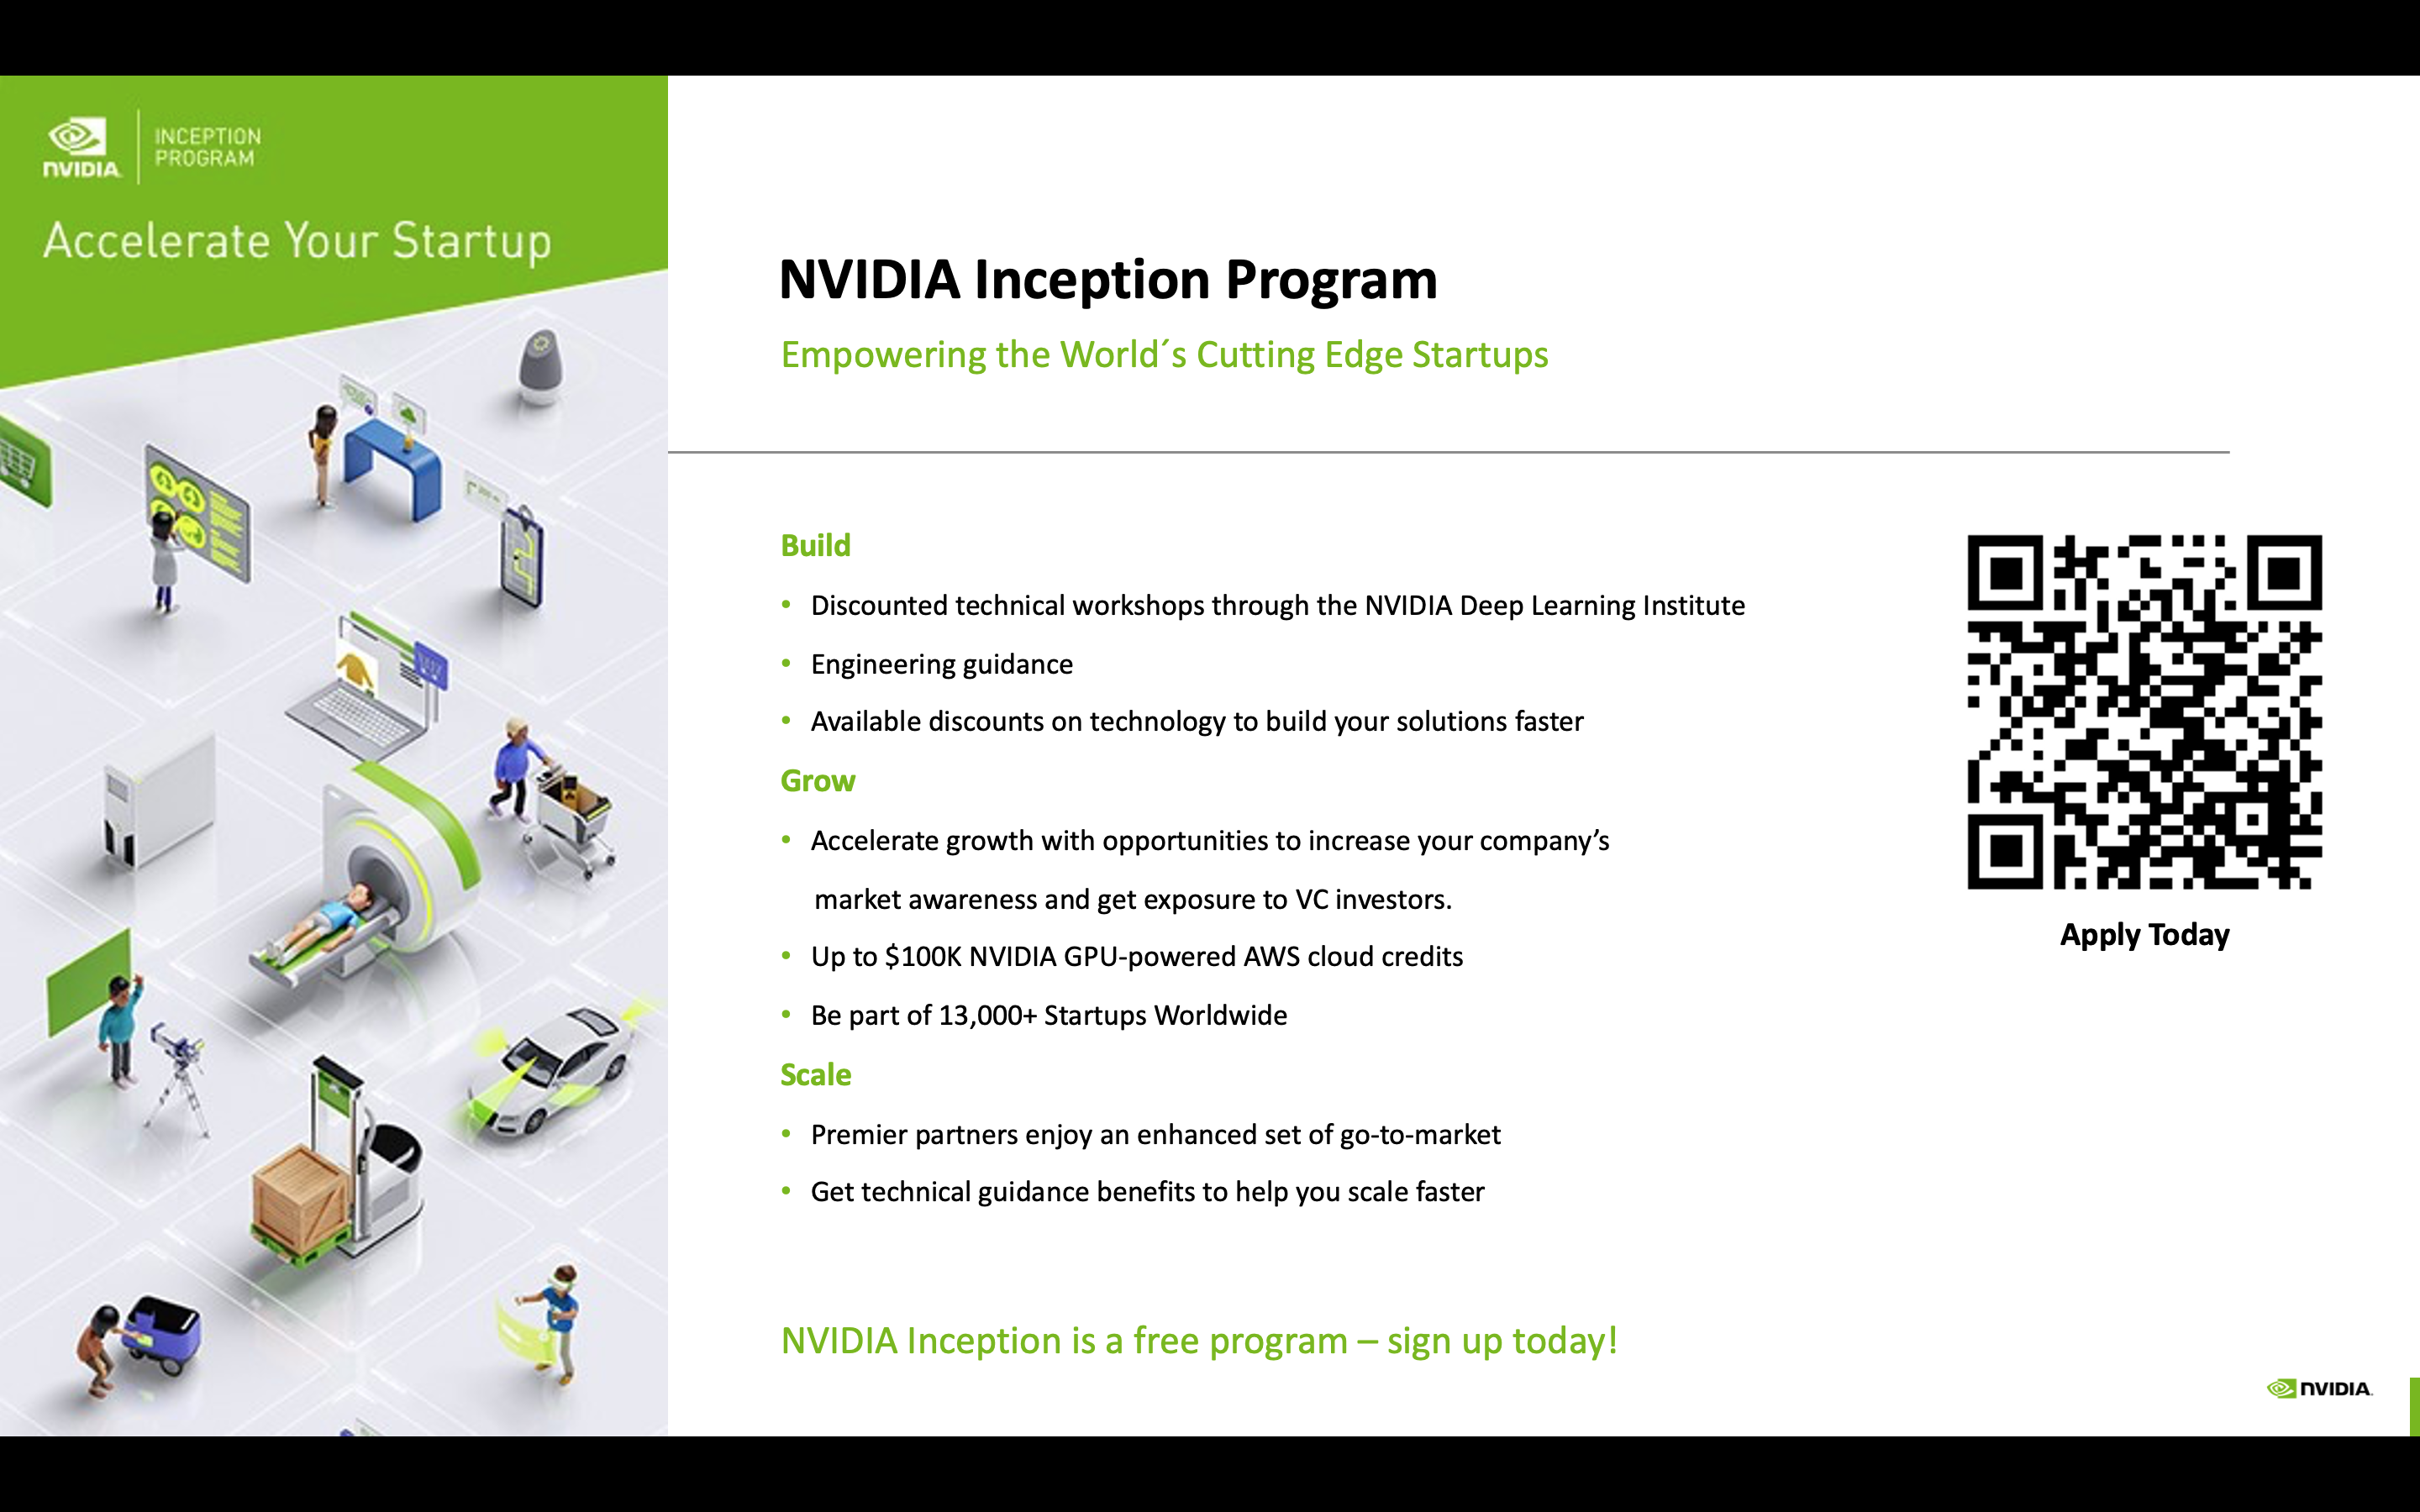 NVIDIA
INCEPTION
PROGRAM
Accelerate Your Startup
NVIDIA Inception Program
Empowering the World´s Cutting Edge Startups
Build
• Discounted technical workshops through the NVIDIA Deep Learning Institute
• Engineering guidance
• Available discounts on technology to build your solutions faster
Grow
• Accelerate growth with opportunities to increase your company’s
market awareness and get exposure to VC investors.
• Up to $100K NVIDIA GPU-powered AWS cloud credits
• Be part of 13,000+ Startups Worldwide
Scale
• Premier partners enjoy an enhanced set of go-to-market
• Get technical guidance benefits to help you scale faster
Apply Today
NVIDIA Inception is a free program – sign up today!
NVIDIA.